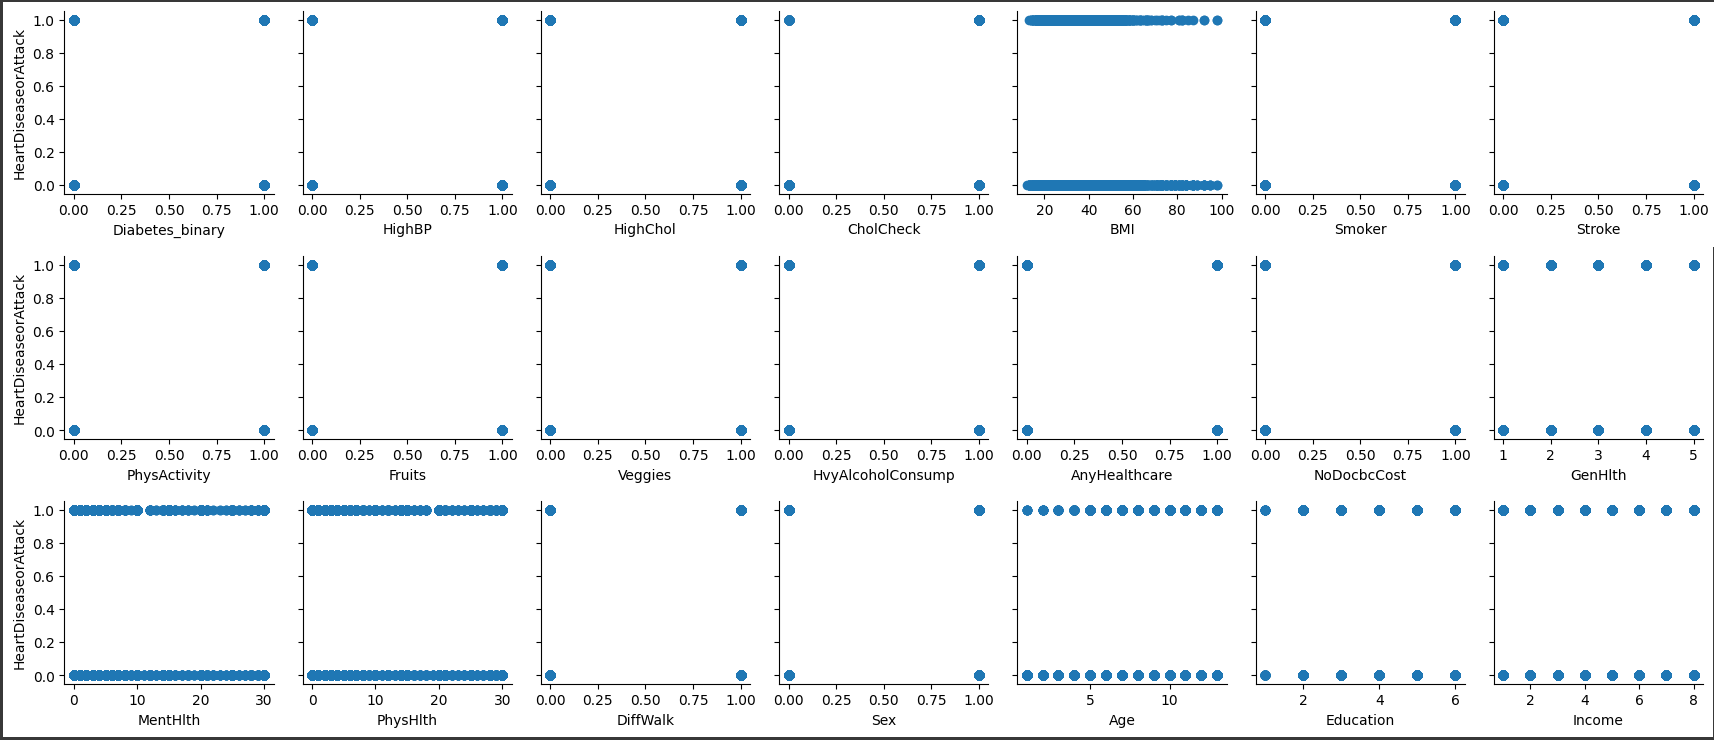 HeartDiseaseorAttack
1.0
0.8
0.6
0.4
0.2
0.0
0.00 0.25 0.50 0.75 1.00 0.00 0.25 0.50 0.75 1.00 0.00 0.25 0.50 0.75 1.00 0.00 0.25 0.50 0.75 1.00 20 40 60 80 100 0.00 0.25 0.50 0.75 1.00 0.00 0.25 0.50 0.75 1.00
Diabetes_binary HighBP HighChol CholCheck BMI Smoker Stroke
HeartDiseaseorAttack
1.0
0.8
0.6
0.4
0.2
0.0
0.00 0.25 0.50 0.75 1.00 0.00 0.25 0.50 0.75 1.00 0.00 0.25 0.50 0.75 1.00 0.00 0.25 0.50 0.75 1.00 0.00 0.25 0.50 0.75 1.00 0.00 0.25 0.50 0.75 1.00 1 2 3 4 5
PhysActivity Fruits Veggies HvyAlcoholConsump AnyHealthcare NoDocbcCost GenHlth
HeartDiseaseorAttack
1.0
0.8
0.6
0.4
0.2
0.0
0 10 20 30 0 10 20 30 0.00 0.25 0.50 0.75 1.00 0.00 0.25 0.50 0.75 1.00 5 10 2 4 6 2 4 6 8
MentHlth PhysHlth DiffWalk Sex Age Education Income